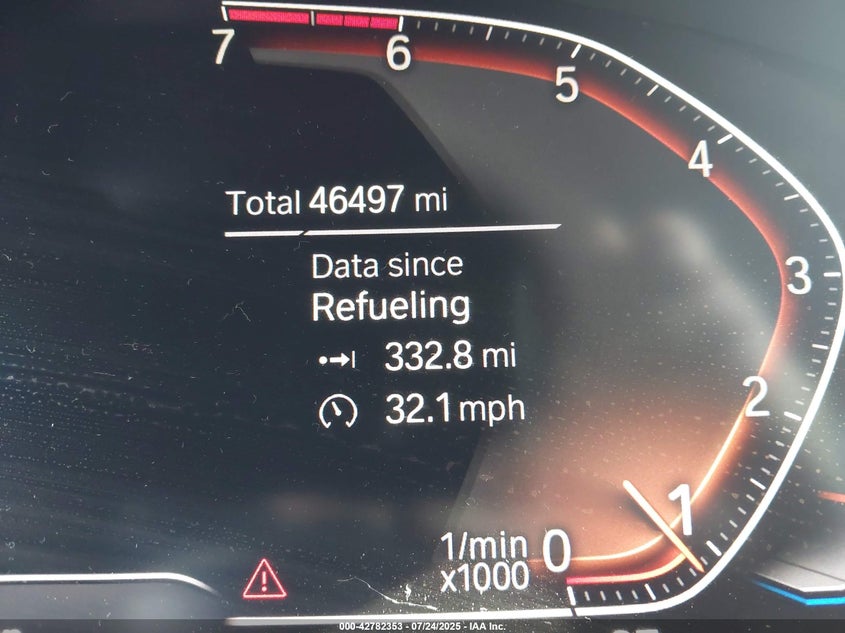 7
6
5
4
Total 46497 mi
Data since
3
Refueling
332.8 mi
2
32.1 mph
1
1/min 0
x1000
000-42782353 - 07/24/2025 - IAA Inc.